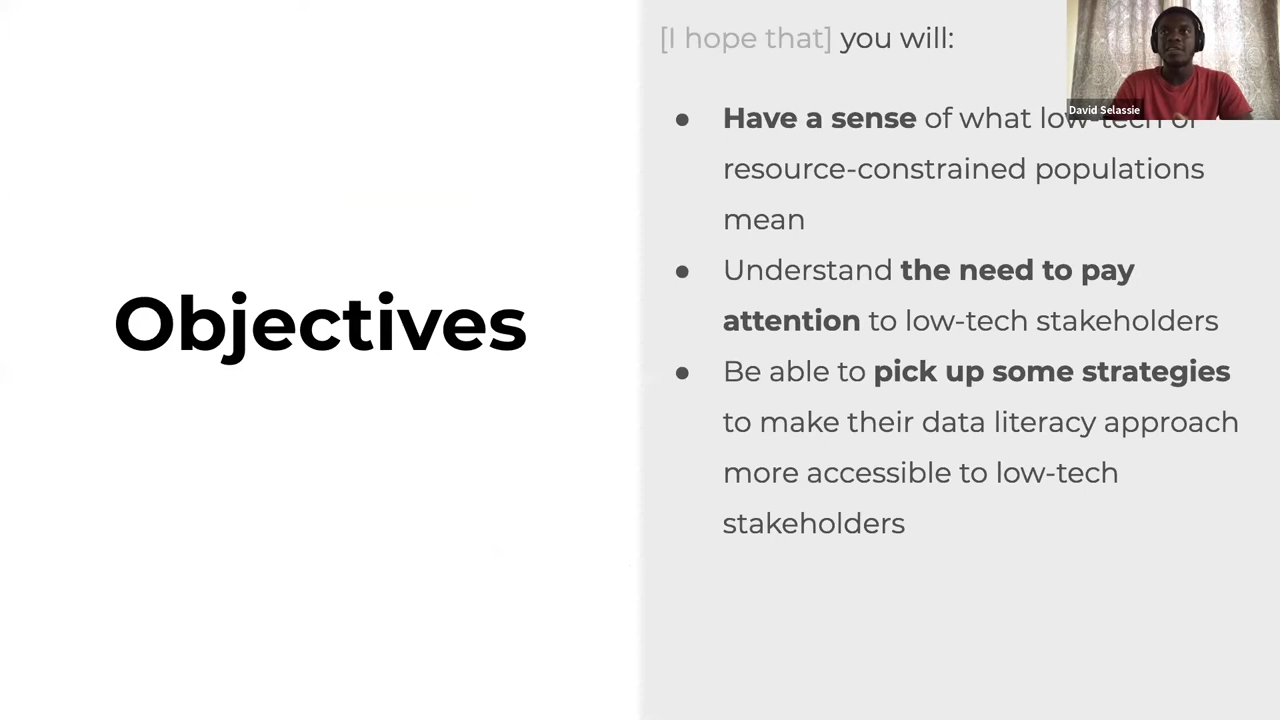 Objectives
[I hope that] you will:
David Selassie
● Have a sense of what low-tech or
resource-constrained populations
mean
● Understand the need to pay
attention to low-tech stakeholders
● Be able to pick up some strategies
to make their data literacy approach
more accessible to low-tech
stakeholders